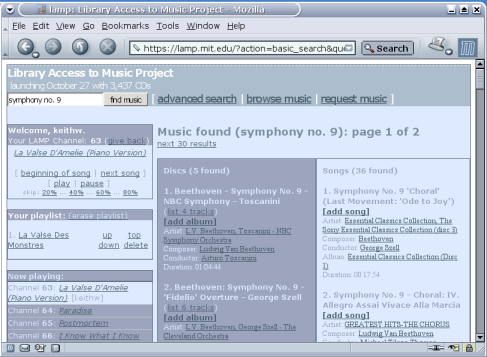 lamp: Library Access to Music Project - Mozilla
File Edit View Go Bookmarks Tools Window Help
https://lamp.mit.edu/?action=basic_search&que
Search
Library Access to Music Project
launching October 27 with 3,437 CDs
symphony no. 9 find music [ advanced search | browse music | request music ]
Welcome, keithw.
Your LAMP Channel: 63 (give back)
La Valse D'Amelie (Piano Version)
[ beginning of song | next song ]
[ play | pause ]
skip: 20% ... 40% ... 60% ... 80%
Your playlist: (erase playlist)
1. La Valse Des Monstres
up top
down delete
Now playing:
Channel 63: La Valse D'Amelie
(Piano Version) [keithw]
Channel 64: Paradise
Channel 65: Postmortem
Channel 66: I Know What I Know
Music found (symphony no. 9): page 1 of 2
next 30 results
Discs (5 found)
1. Beethoven - Symphony No. 9 -
NBC Symphony - Toscanini
(list 4 tracks)
[add album]
Artist: L.V. Beethoven, Toscanini - NBC
Symphony Orchestra
Composer: Ludwig Van Beethoven
Conductor: Arturo Toscanini
Duration: 01:04:44
2. Beethoven: Symphony No. 9 -
'Fidelio' Overture - George Szell
(list 6 tracks)
[add album]
Artist: L.V. Beethoven, George Szell - The
Cleveland Orchestra
Songs (36 found)
1. Symphony No. 9 'Choral'
(Last Movement: 'Ode to Joy')
[add song]
Artist: Essential Classics Collection, The
Sony Essential Classics Collection (disc 3)
Composer: Beethoven
Conductor: George Szell
Album: Essential Classics Collection (Disc
3)
Duration: 00:17:54
2. Symphony No. 9 - Choral: IV.
Allegro Assai Vivace Alla Marcia
[add song]
Artist: GREATEST HITS-THE CHORUS
Composer: Ludwig Van Beethoven